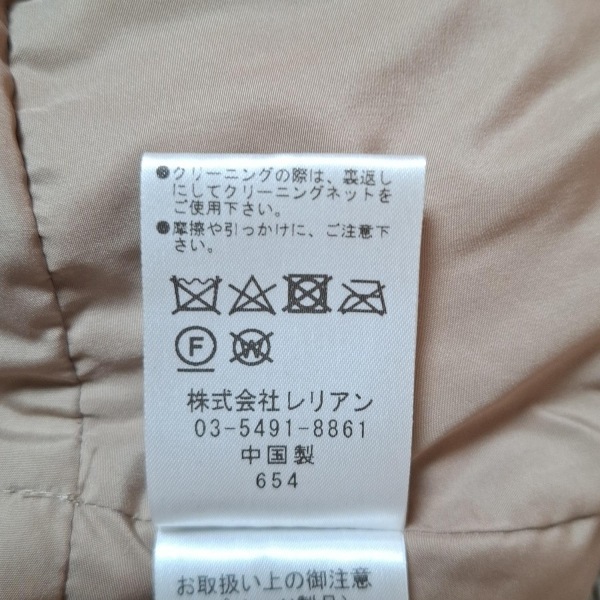 ●クリーニングの際は、裏返し
にしてクリーニングネットを
ご使用下さい。
●摩擦や引っかけに、ご注意下
さい。
F W
株式会社レリアン
03-5491-8861
中国製
654
お取扱い上の御注意